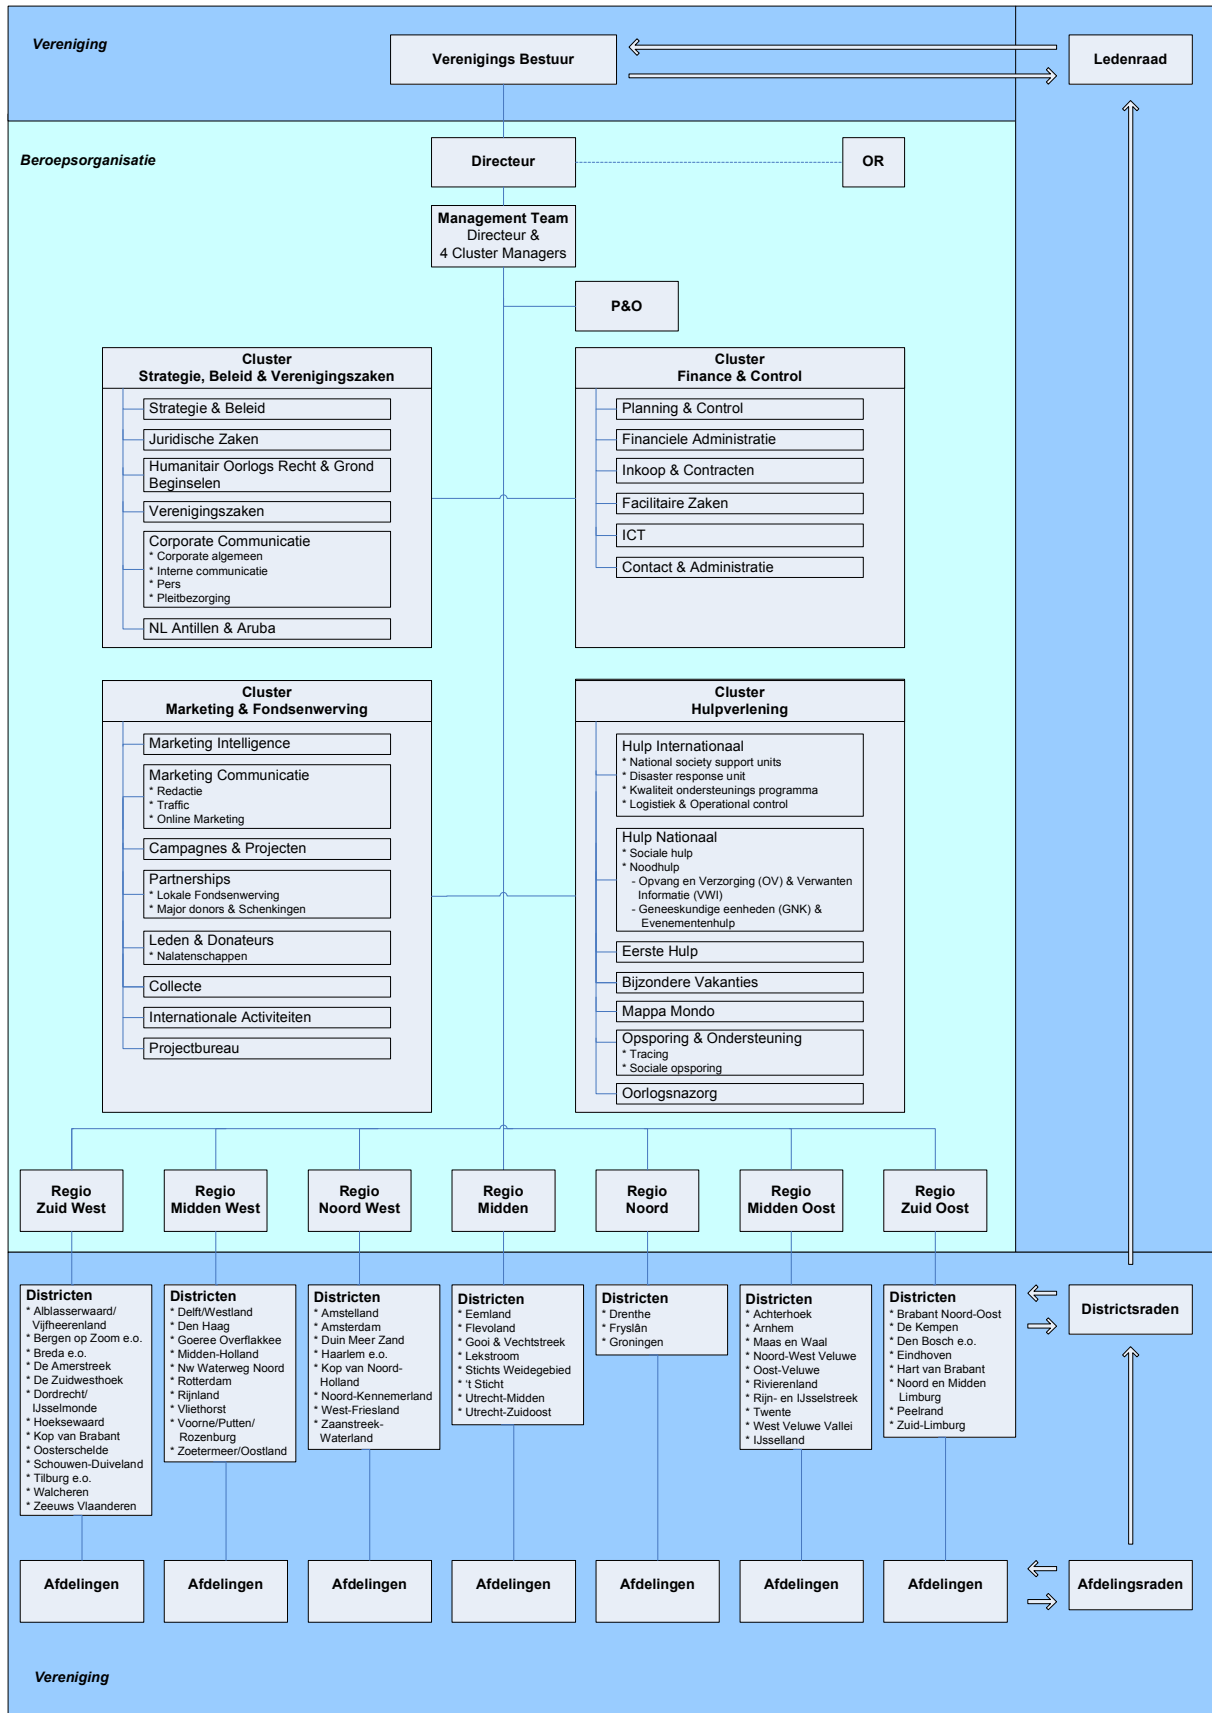 Vereniging
Verenigings Bestuur
Ledenraad
Beroepsorganisatie
Directeur
OR
Management Team
Directeur &
4 Cluster Managers
P&O
Cluster
Strategie, Beleid & Verenigingszaken
Strategie & Beleid
Juridische Zaken
Humanitair Oorlogs Recht & Grond
Beginselen
Verenigingszaken
Corporate Communicatie
* Corporate algemeen
* Interne communicatie
* Pers
* Pleitbezorging
NL Antillen & Aruba
Cluster
Finance & Control
Planning & Control
Financiele Administratie
Inkoop & Contracten
Facilitaire Zaken
ICT
Contact & Administratie
Cluster
Marketing & Fondsenwerving
Marketing Intelligence
Marketing Communicatie
* Redactie
* Traffic
* Online Marketing
Campagnes & Projecten
Partnerships
* Lokale Fondsenwerving
* Major donors & Schenkingen
Leden & Donateurs
* Nalatenschappen
Collecte
Internationale Activiteiten
Projectbureau
Cluster
Hulpverlening
Hulp Internationaal
* National society support units
* Disaster response unit
* Kwaliteit ondersteunings programma
* Logistiek & Operational control
Hulp Nationaal
* Sociale hulp
* Noodhulp
- Opvang en Verzorging (OV) & Verwanten
Informatie (VWI)
- Geneeskundige eenheden (GNK) &
Evenementenhulp
Eerste Hulp
Bijzondere Vakanties
Mappa Mondo
Opsporing & Ondersteuning
* Tracing
* Sociale opsporing
Oorlogsnazorg
Regio
Zuid West
Regio
Midden West
Regio
Noord West
Regio
Midden
Regio
Noord
Regio
Midden Oost
Regio
Zuid Oost
Districten
* Alblasserwaard/
Vijfheerenland
* Bergen op Zoom e.o.
* Breda e.o.
* De Amerstreek
* De Zuidwesthoek
* Dordrecht/
IJsselmonde
* Hoeksewaard
* Kop van Brabant
* Oosterschelde
* Schouwen-Duiveland
* Tilburg e.o.
* Walcheren
* Zeeuws Vlaanderen
Districten
* Delft/Westland
* Den Haag
* Goeree Overflakkee
* Midden-Holland
* Nw Waterweg Noord
* Rotterdam
* Rijnland
* Vliethorst
* Voorne/Putten/
Rozenburg
* Zoetermeer/Oostland
Districten
* Amstelland
* Amsterdam
* Duin Meer Zand
* Haarlem e.o.
* Kop van Noord-
Holland
* Noord-Kennemerland
* West-Friesland
* Zaanstreek-
Waterland
Districten
* Eemland
* Flevoland
* Gooi & Vechtstreek
* Lekstroom
* Stichts Weidegebied
* 't Sticht
* Utrecht-Midden
* Utrecht-Zuidoost
Districten
* Drenthe
* Fryslân
* Groningen
Districten
* Achterhoek
* Arnhem
* Maas en Waal
* Noord-West Veluwe
* Oost-Veluwe
* Rivierenland
* Rijn- en IJsselstreek
* Twente
* West Veluwe Vallei
* IJsselland
Districten
* Brabant Noord-Oost
* De Kempen
* Den Bosch e.o.
* Eindhoven
* Hart van Brabant
* Noord en Midden
Limburg
* Peelrand
* Zuid-Limburg
Districtsraden
Afdelingen
Afdelingen
Afdelingen
Afdelingen
Afdelingen
Afdelingen
Afdelingen
Afdelingsraden
Vereniging